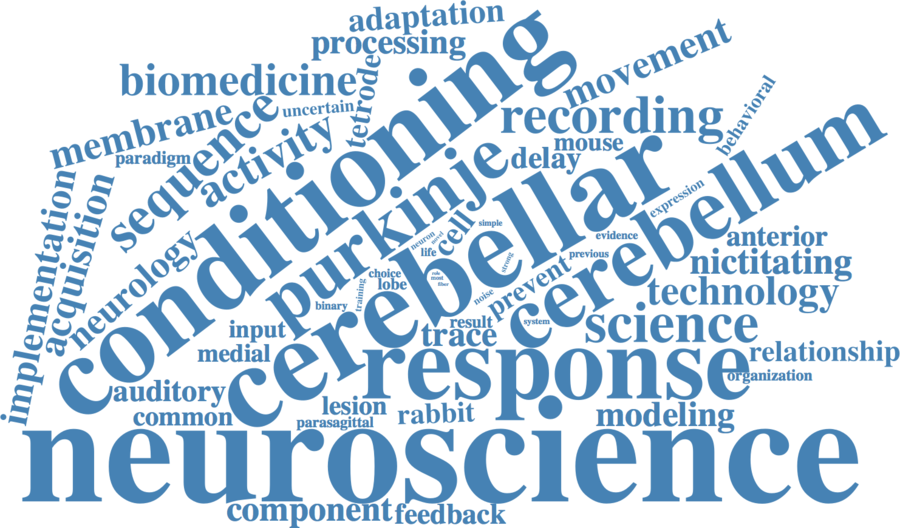 adaptation
processing
biomedicine
tetrode
movement
uncertain
membrane
sequence
recording
behavioral
paradigm
activity
conditioning
mouse
delay
purkinje
cerebellar
cerebellum
implementation
acquisition
neurology
cell
simple
expression
neuron
novel
life
evidence
anterior
strong
previous
choice
lobe
training
binary
rule
fiber
noise
prevent
nictitating
technology
system
input
result
trace
science
medial
response
relationship
organization
auditory
lesion
rabbit
modeling
common
parasagittal
neuroscience
component
feedback